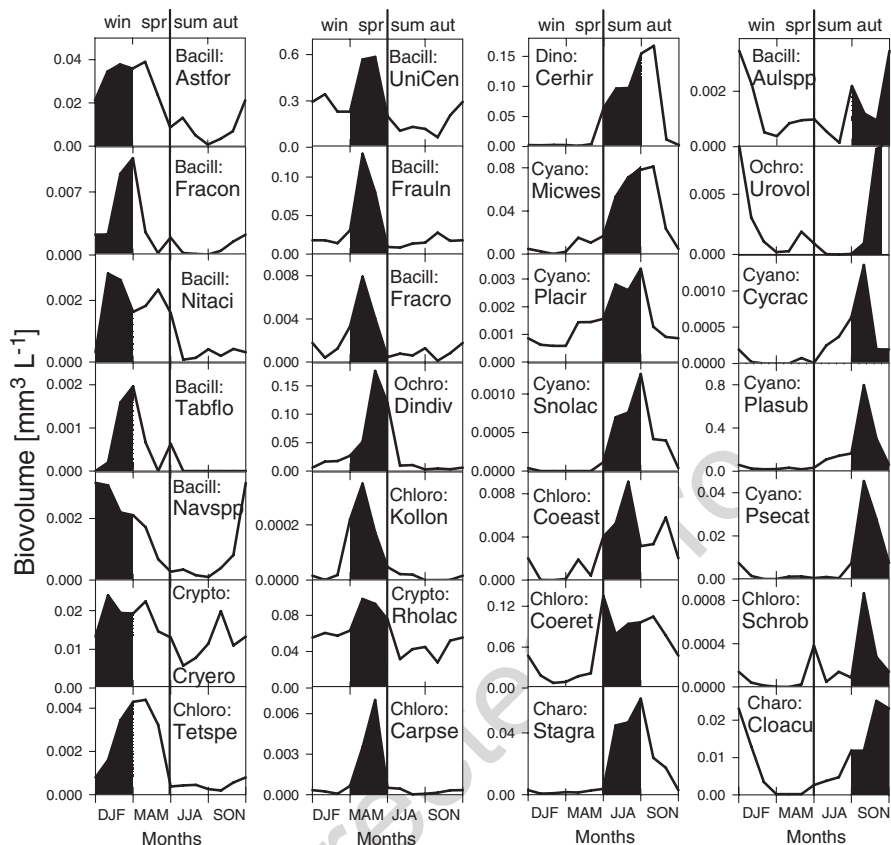 win spr sum aut win spr sum aut win spr sum aut win spr sum aut
Biovolume [mm³ L⁻¹]
0.04
0.02
0.00
Bacill:
Astfor
0.6
0.3
0.0
Bacill:
UniCen
0.15
0.10
0.05
0.00
Dino:
Cerhir
0.002
0.000
Bacill:
Aulspp
0.007
0.000
Bacill:
Fracon
0.10
0.05
0.00
Bacill:
Frauln
0.08
0.04
0.00
Cyano:
Micwes
0.005
0.000
Ochro:
Urovol
0.002
0.000
Bacill:
Nitaci
0.008
0.004
0.000
Bacill:
Fracro
0.003
0.002
0.001
0.000
Cyano:
Placir
0.0010
0.0005
0.0000
Cyano:
Cycrac
0.002
0.001
0.000
Bacill:
Tabflo
0.15
0.10
0.05
0.00
Ochro:
Dindiv
0.0010
0.0005
0.0000
Cyano:
Snolac
0.8
0.4
0.0
Cyano:
Plasub
0.002
0.000
Bacill:
Navspp
0.0002
0.0000
Chloro:
Kollon
0.008
0.004
0.000
Chloro:
Coeast
0.04
0.02
0.00
Cyano:
Psecat
0.02
0.01
0.00
Crypto:
Cryero
0.08
0.04
0.00
Crypto:
Rholac
0.12
0.06
0.00
Chloro:
Coeret
0.0004
0.0000
Chloro:
Schrob
0.004
0.002
0.000
Chloro:
Tetspe
0.006
0.003
0.000
Chloro:
Carpse
0.04
0.00
Charo:
Stagra
0.02
0.01
0.00
Charo:
Cloacu
DJF MAM JJA SON DJF MAM JJA SON DJF MAM JJA SON DJF MAM JJA SON
Months Months Months Months